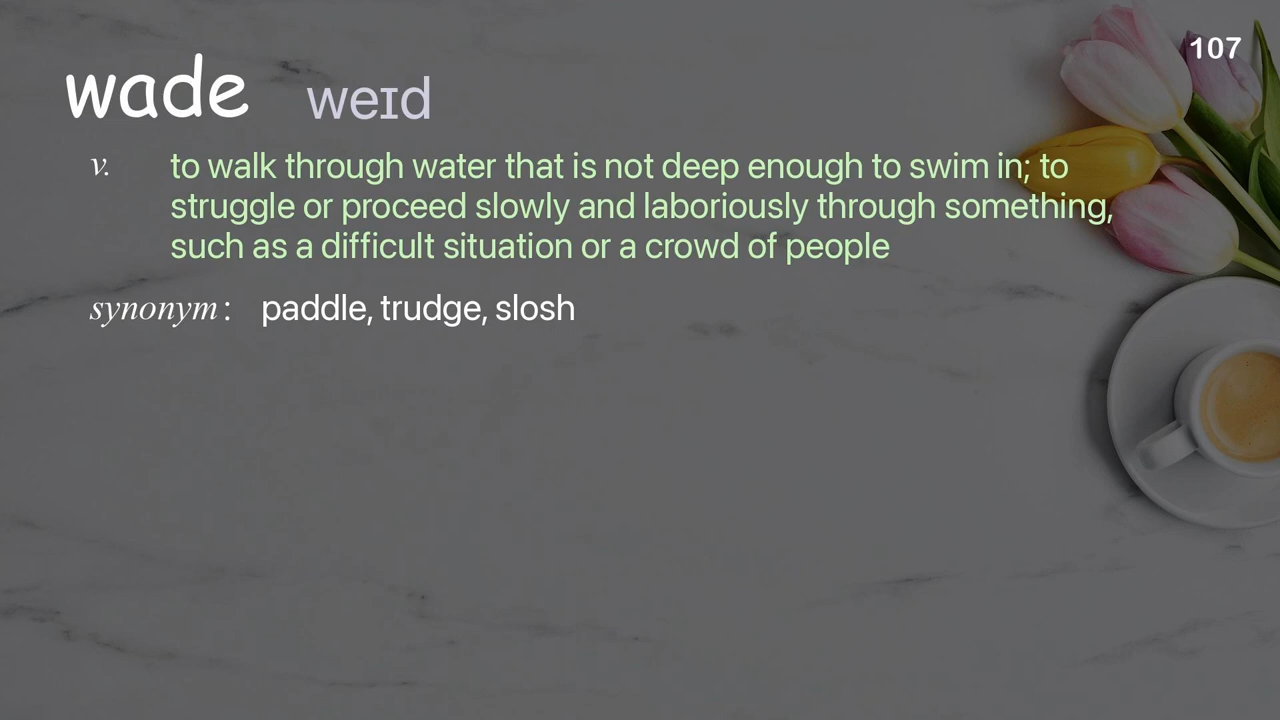 107
wade weɪd
v. to walk through water that is not deep enough to swim in; to
struggle or proceed slowly and laboriously through something,
such as a difficult situation or a crowd of people
synonym: paddle, trudge, slosh